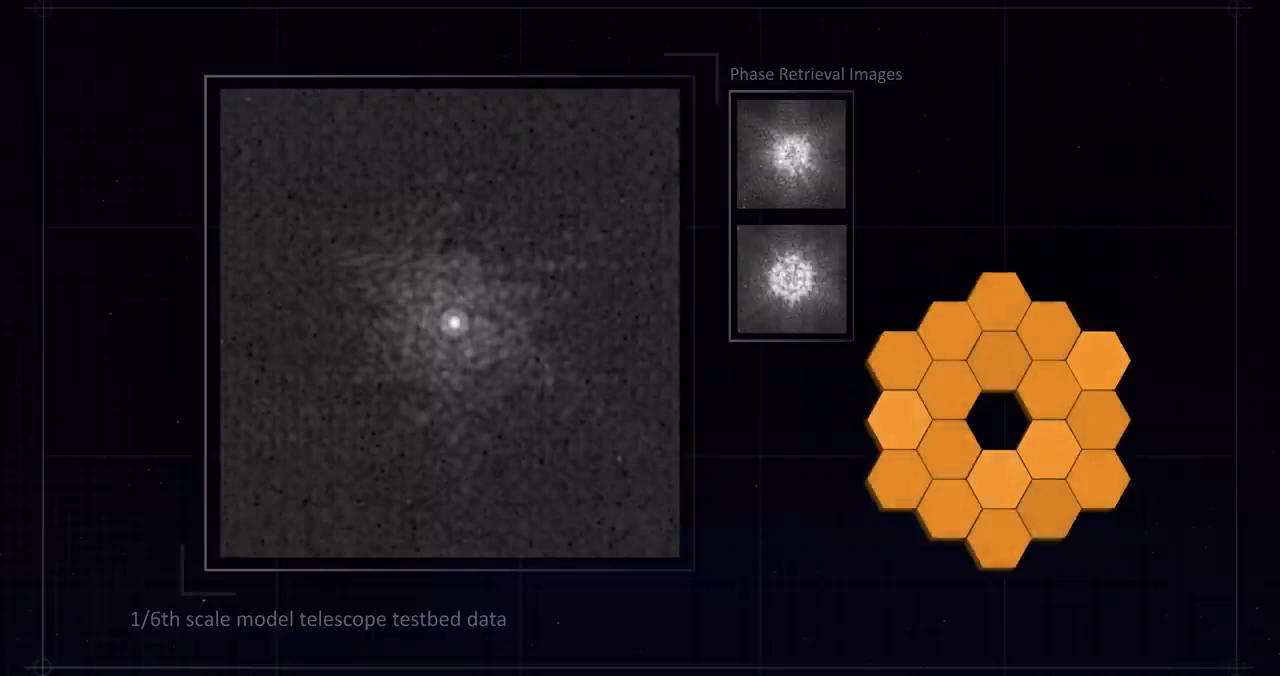 Phase Retrieval Images
1/6th scale model telescope testbed data